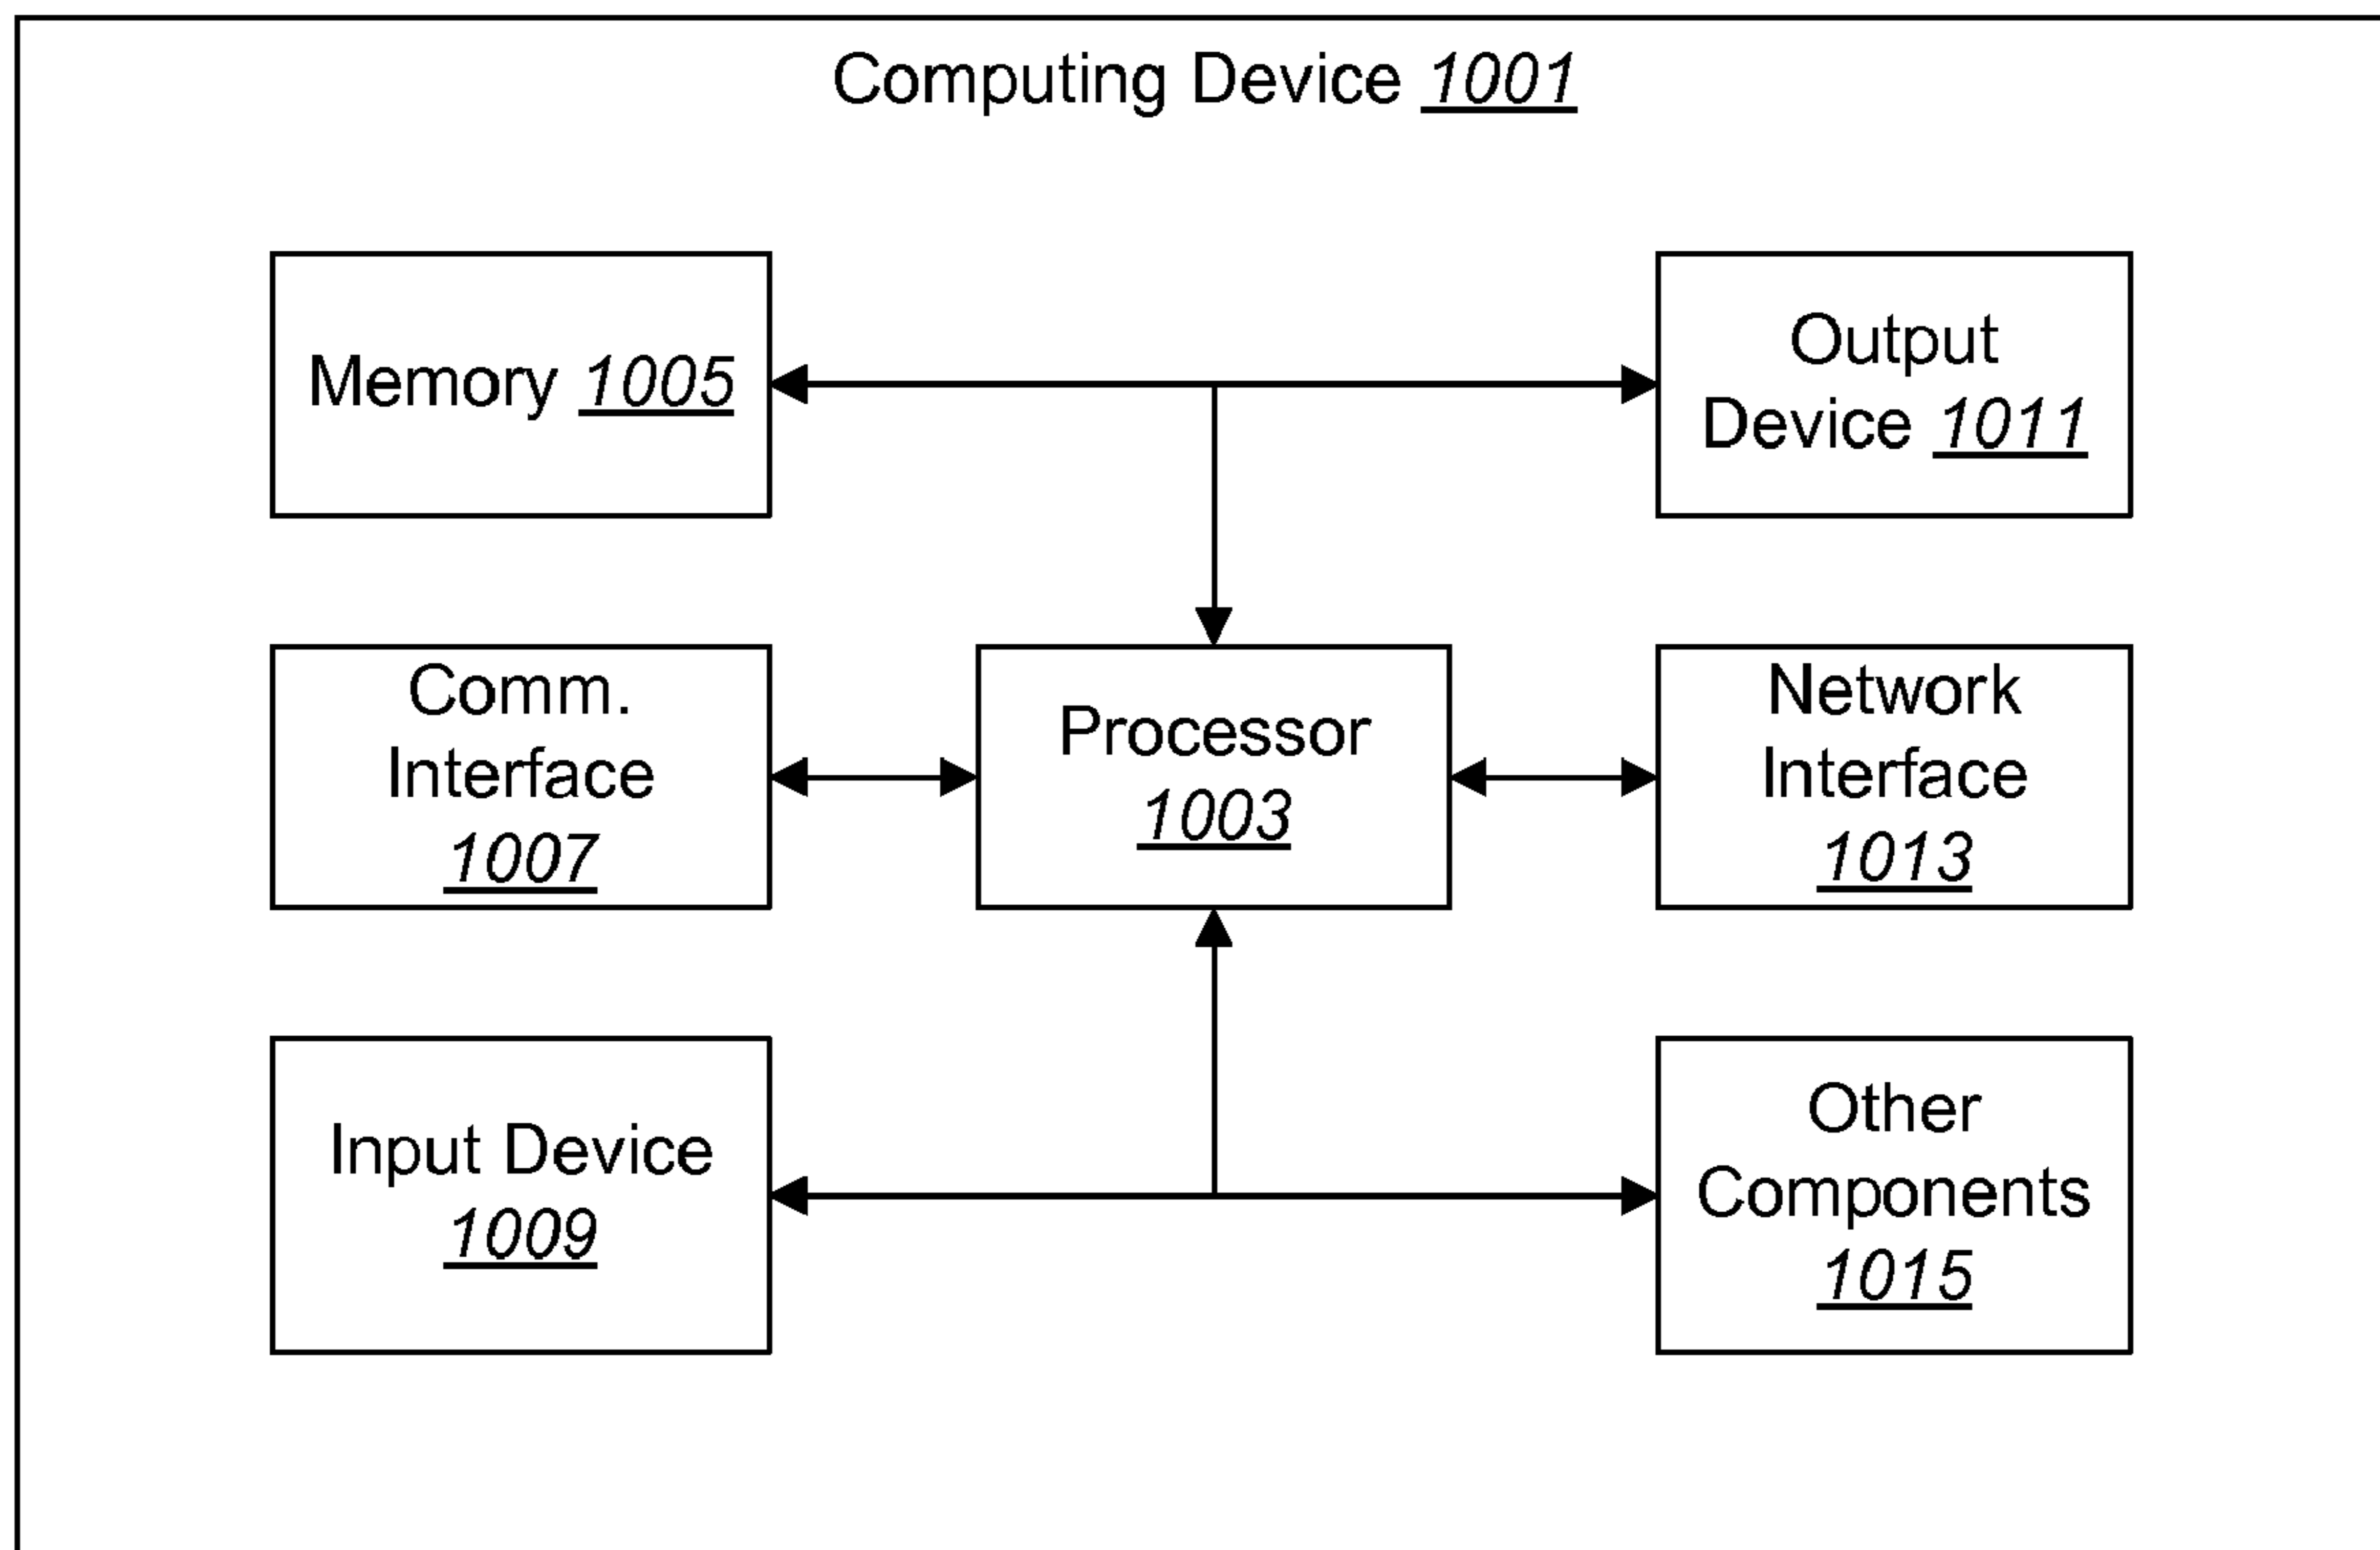 Computing Device 1001
Memory 1005
Output
Device 1011
Comm.
Interface
1007
Processor
1003
Network
Interface
1013
Input Device
1009
Other
Components
1015